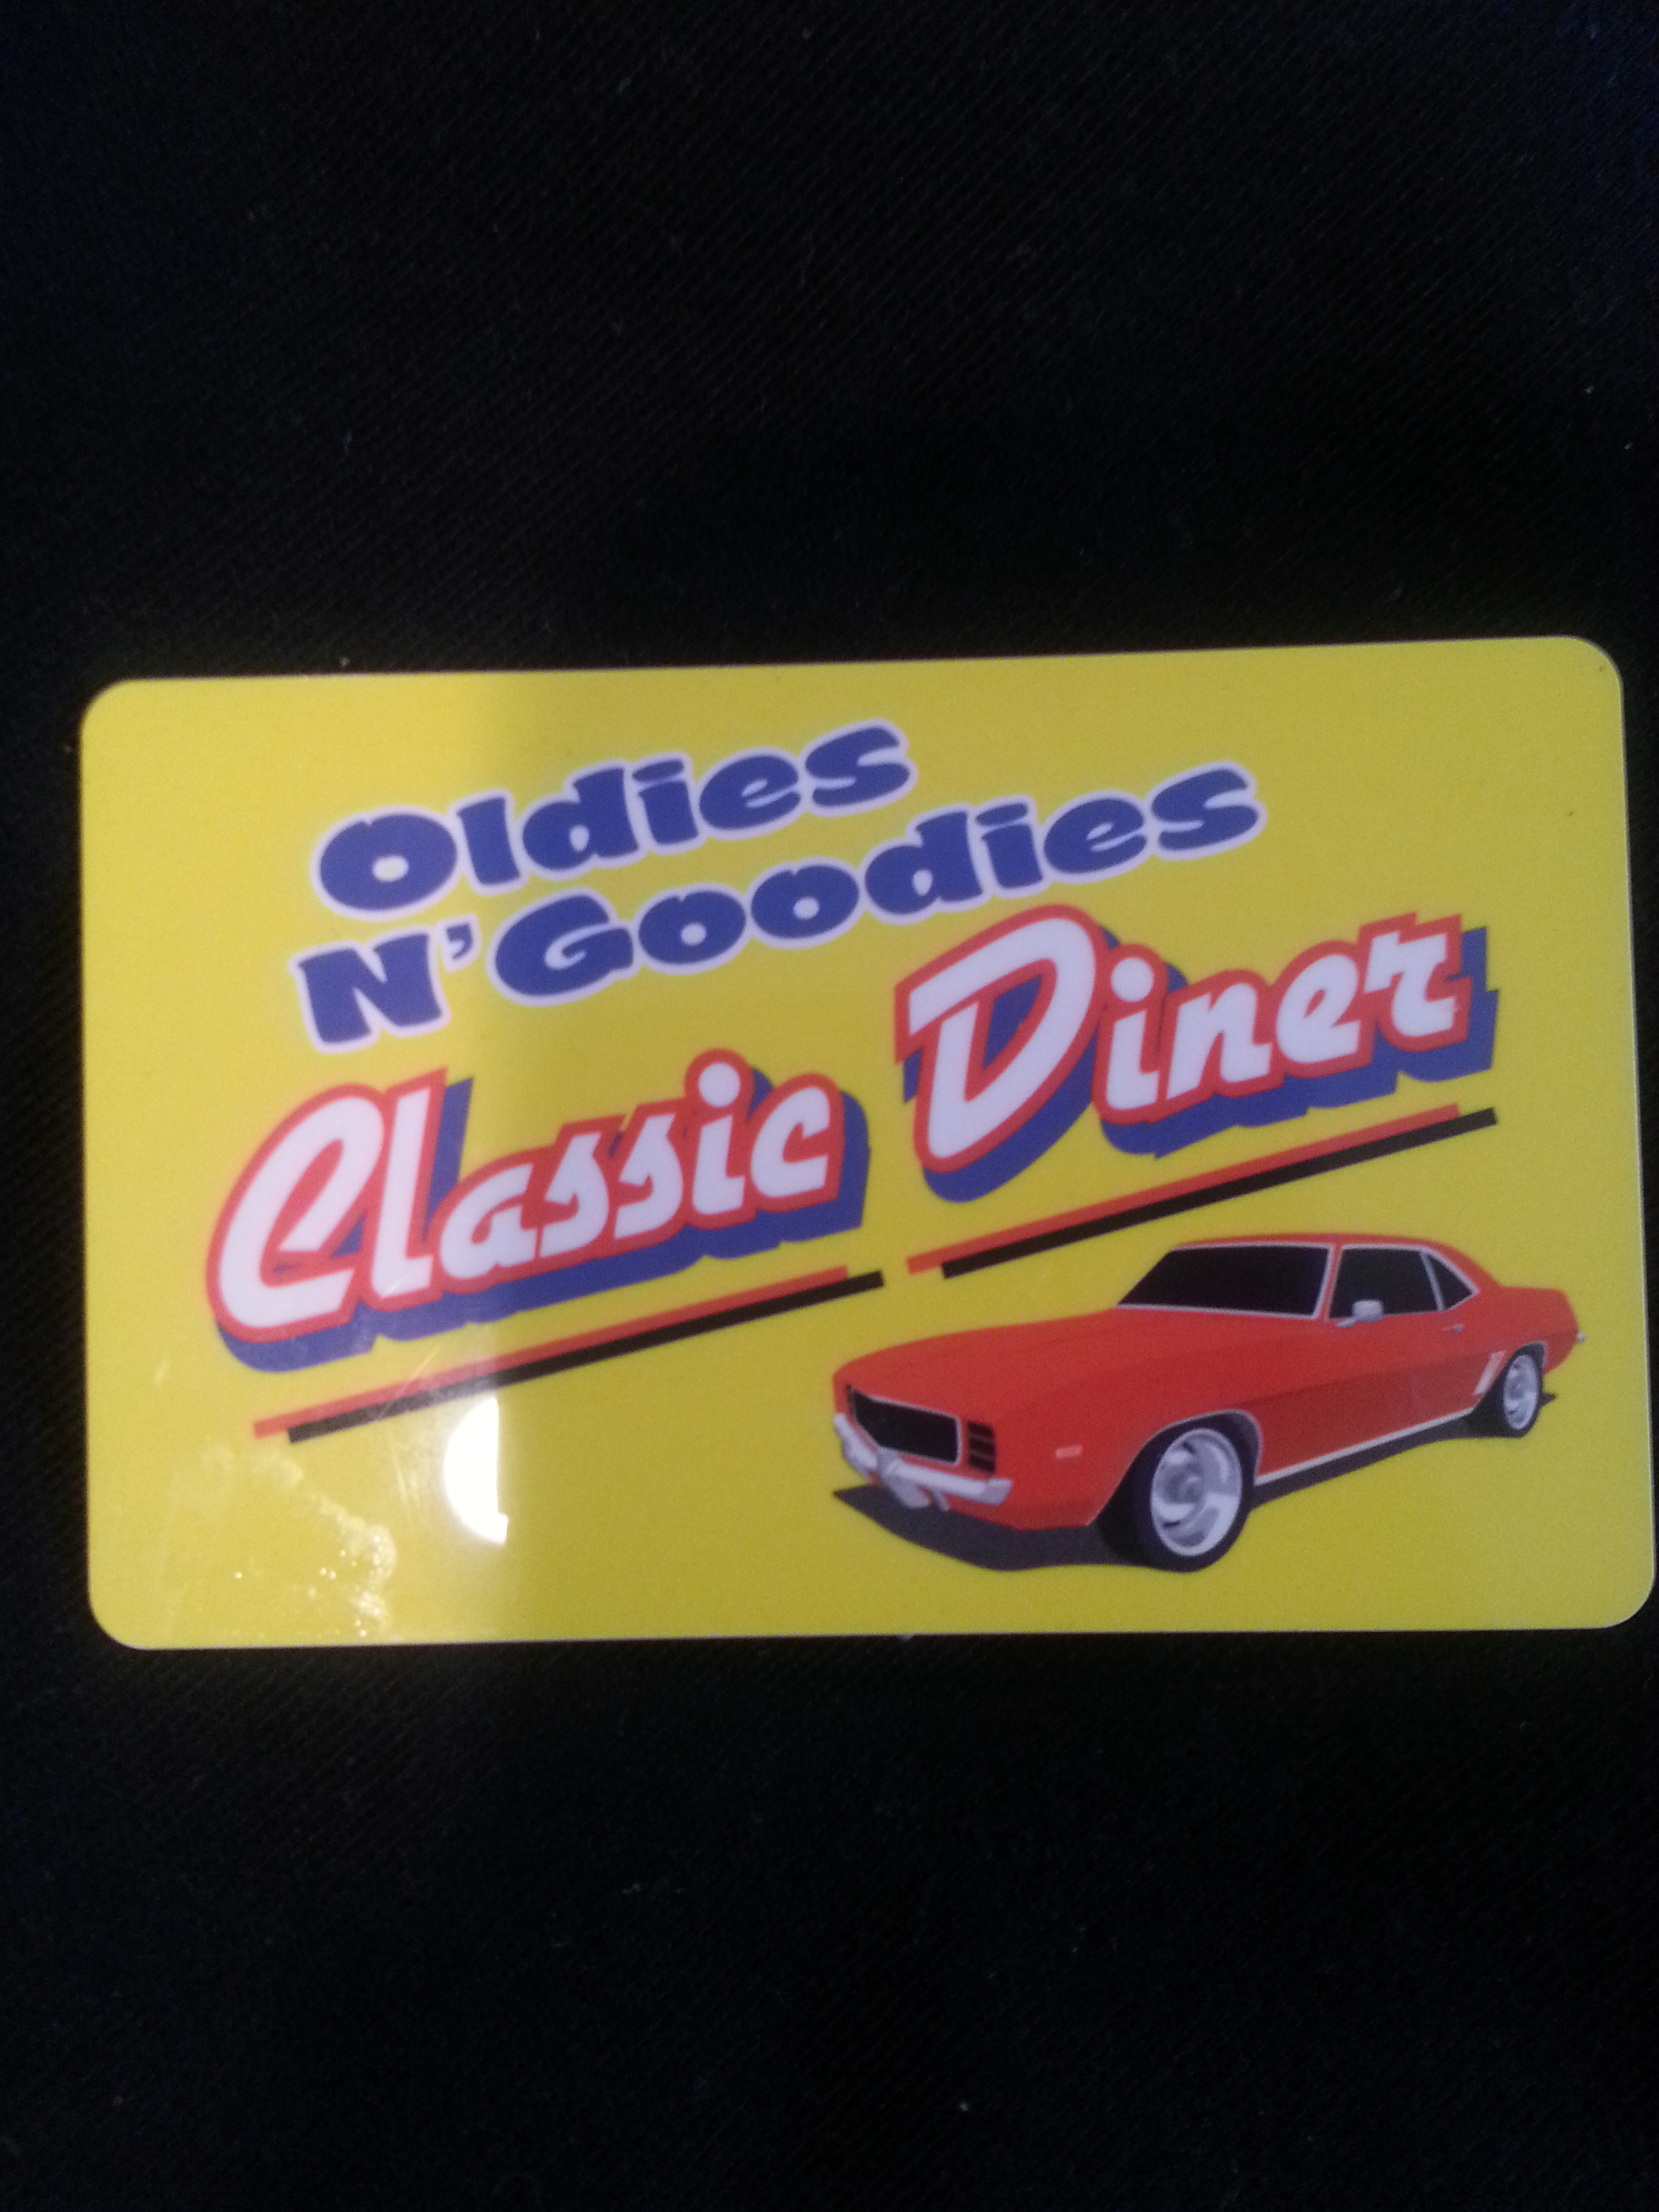 Oldies
N'Goodies
Classic Diner